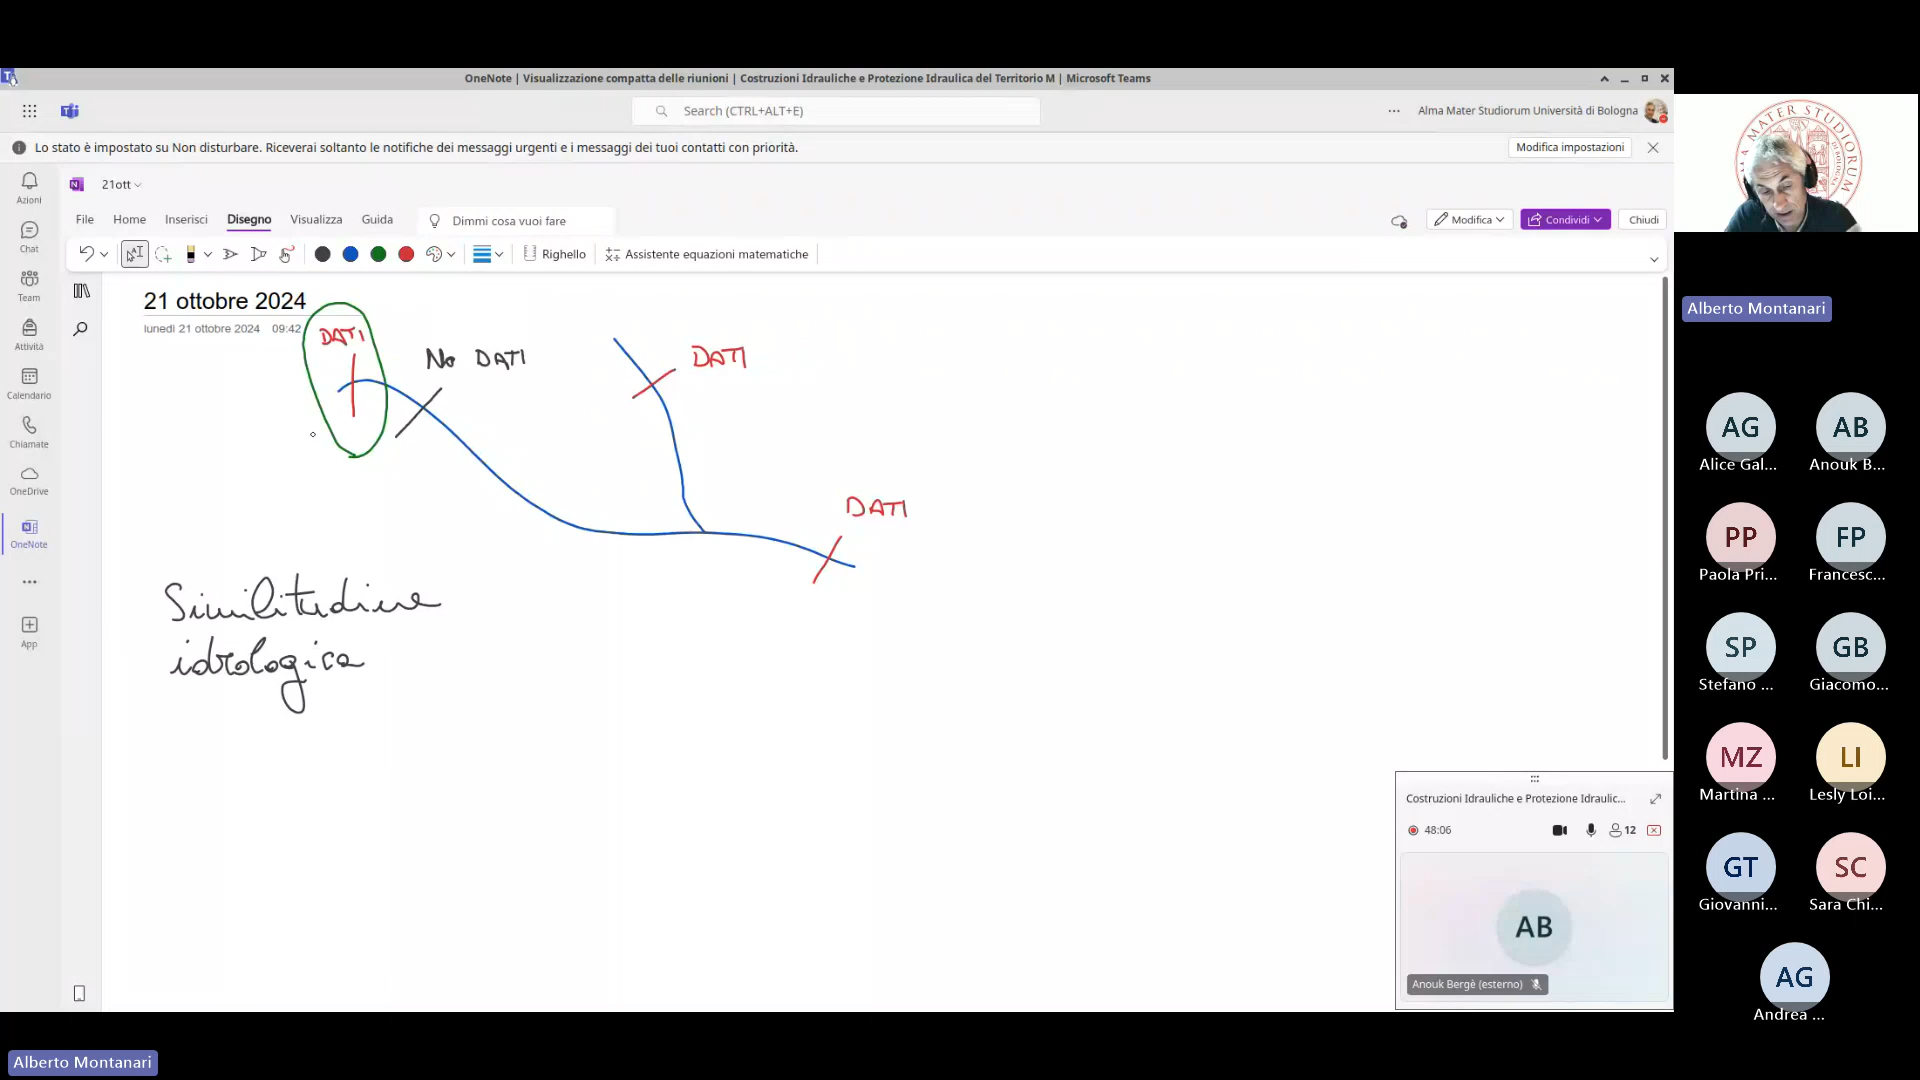 OneNote | Visualizzazione compatta delle riunioni | Costruzioni Idrauliche e Protezione Idraulica del Territorio M | Microsoft Teams
Search (CTRL+ALT+E)
Alma Mater Studiorum Università di Bologna
Lo stato è impostato su Non disturbare. Riceverai soltanto le notifiche dei messaggi urgenti e i messaggi dei tuoi contatti con priorità.
Modifica impostazioni
Azioni
Chat
Team
Attività
Calendario
Chiamate
OneDrive
OneNote
App
21ott
File Home Inserisci Disegno Visualizza Guida Dimmi cosa vuoi fare
Modifica Condividi Chiudi
Righello Assistente equazioni matematiche
21 ottobre 2024
lunedì 21 ottobre 2024 09:42
DATI
No DATI
DATI
DATI
Similitudine
idrologica
Costruzioni Idrauliche e Protezione Idraulic...
48:06
12
AB
Anouk Bergè (esterno)
A MATER STUDIORUM
Alberto Montanari
AG
Alice Gal...
AB
Anouk B...
PP
Paola Pri...
FP
Francesc...
SP
Stefano ...
GB
Giacomo...
MZ
Martina ...
LI
Lesly Loi...
GT
Giovanni...
SC
Sara Chi...
AG
Andrea ...
Alberto Montanari